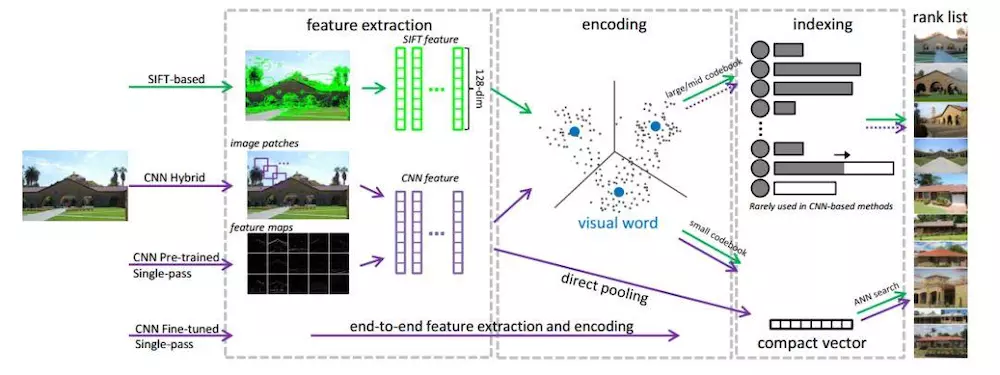 feature extraction
encoding
indexing
rank list
SIFT feature
SIFT-based
128-dim
large/mid codebook
image patches
CNN Hybrid
CNN feature
Rarely used in CNN-based methods
visual word
feature maps
small codebook
CNN Pre-trained
Single-pass
direct pooling
ANN search
CNN Fine-tuned
Single-pass
end-to-end feature extraction and encoding
compact vector